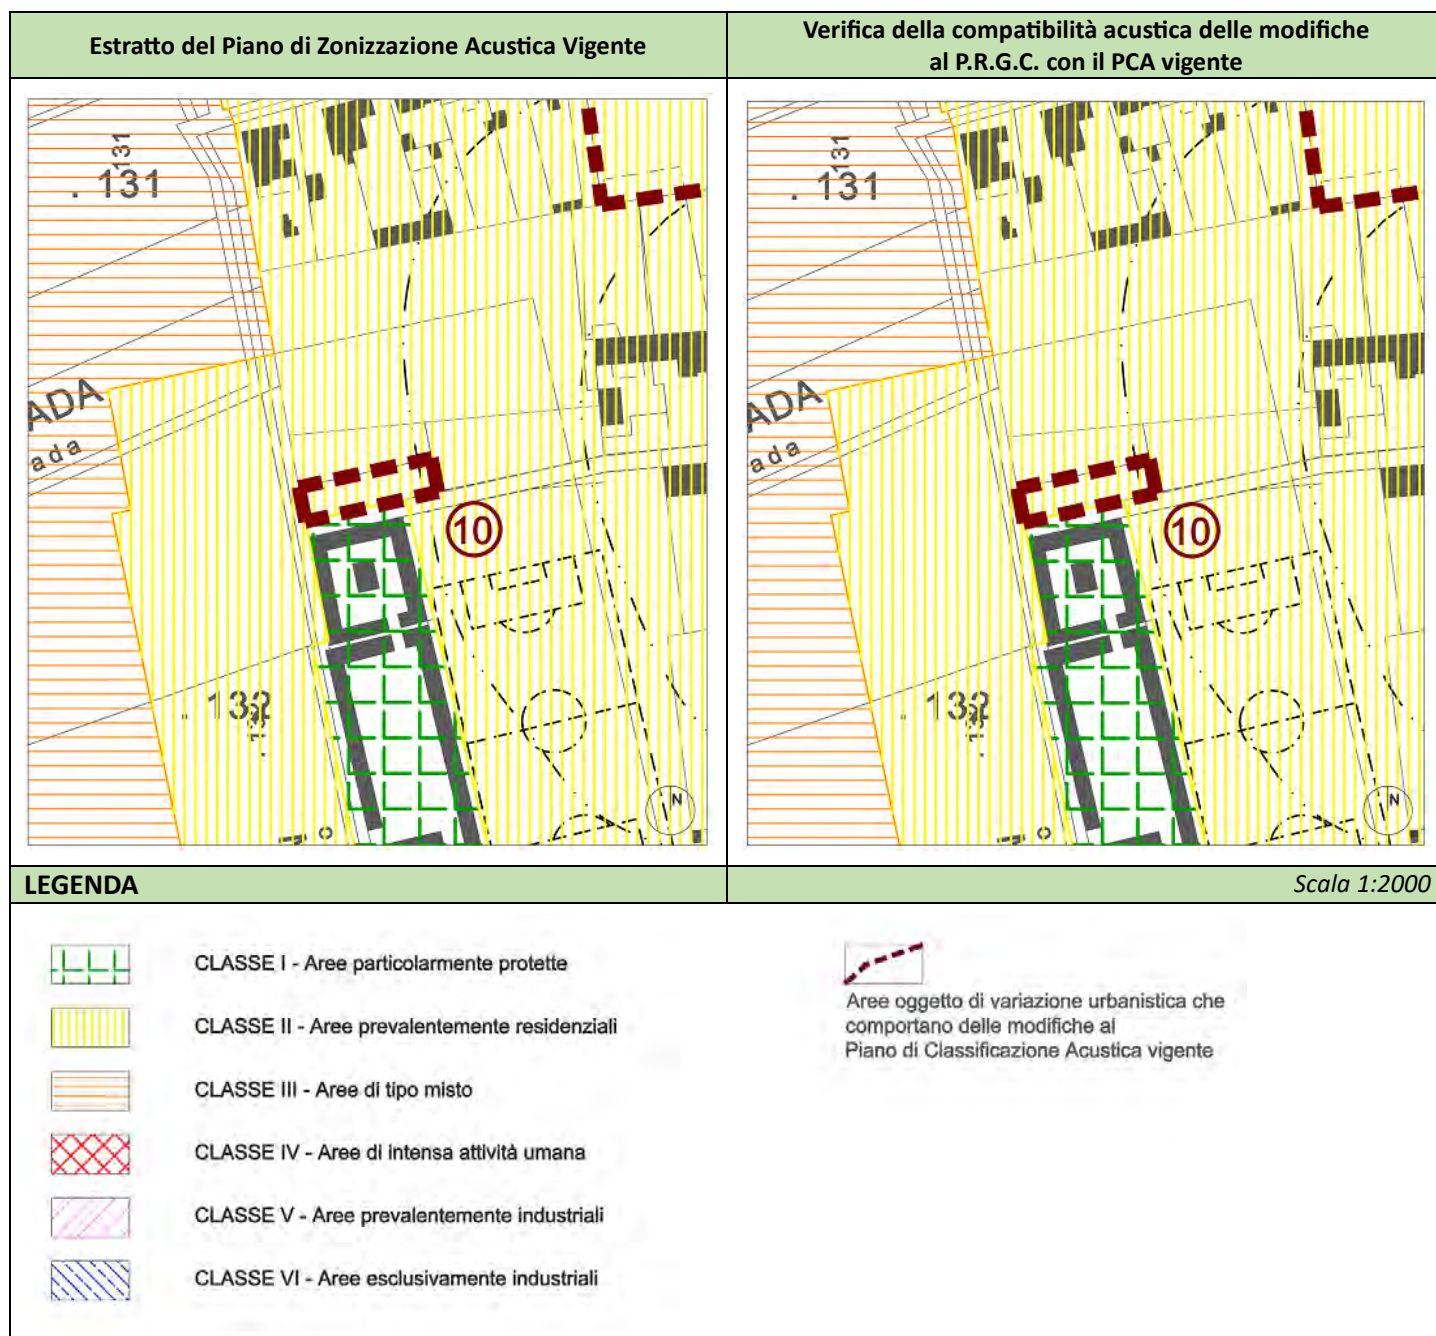 Estratto del Piano di Zonizzazione Acustica Vigente
Verifica della compatibilità acustica delle modifiche
al P.R.G.C. con il PCA vigente
131
. 131
ADA
ada
10
. 132
N
131
. 131
ADA
ada
10
. 132
N
LEGENDA
Scala 1:2000
CLASSE I - Aree particolarmente protette
CLASSE II - Aree prevalentemente residenziali
CLASSE III - Aree di tipo misto
CLASSE IV - Aree di intensa attività umana
CLASSE V - Aree prevalentemente industriali
CLASSE VI - Aree esclusivamente industriali
Aree oggetto di variazione urbanistica che
comportano delle modifiche al
Piano di Classificazione Acustica vigente